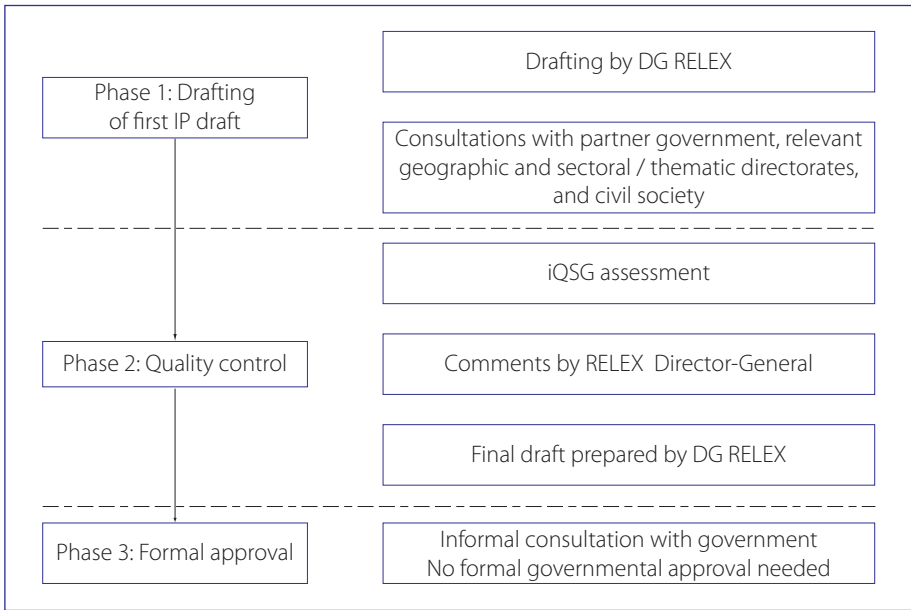 Drafting by DG RELEX
Phase 1: Drafting
of first IP draft
Consultations with partner government, relevant
geographic and sectoral / thematic directorates,
and civil society
iQSG assessment
Phase 2: Quality control
Comments by RELEX Director-General
Final draft prepared by DG RELEX
Phase 3: Formal approval
Informal consultation with government
No formal governmental approval needed